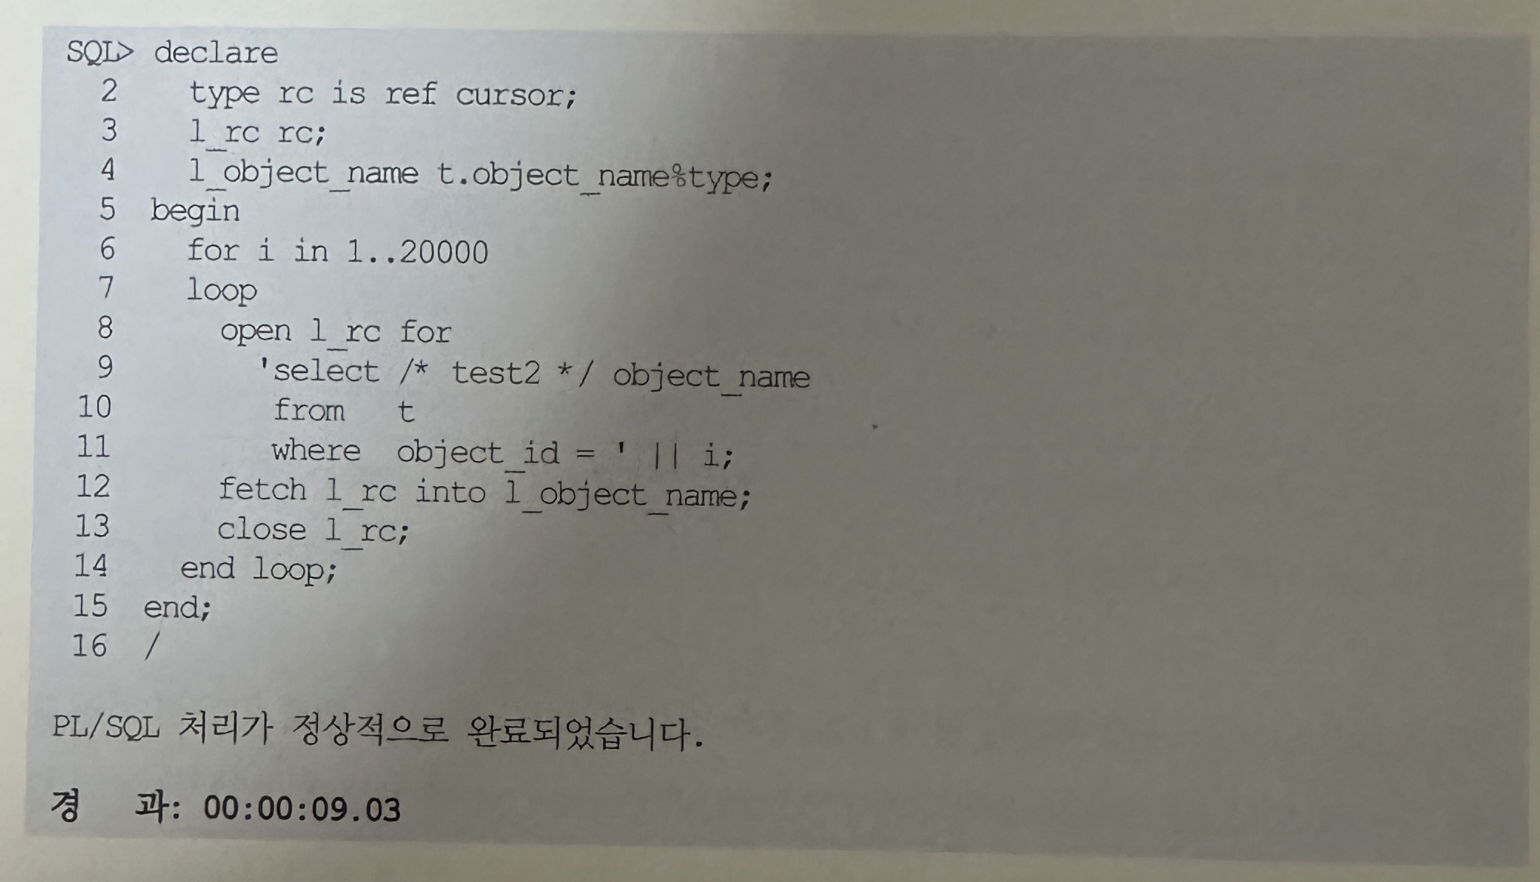 SQL> declare
2 type rc is ref cursor;
3 l_rc rc;
4 l_object_name t.object_name%type;
5 begin
6 for i in 1..20000
7 loop
8 open l_rc for
9 'select /* test2 */ object_name
10 from t
11 where object_id = ' || i;
12 fetch l_rc into l_object_name;
13 close l_rc;
14 end loop;
15 end;
16 /
PL/SQL 처리가 정상적으로 완료되었습니다.
경 과: 00:00:09.03